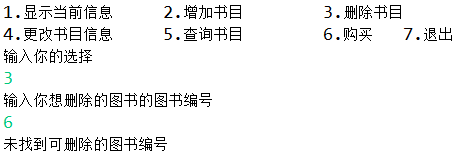 1.显示当前信息 2.增加书目 3.删除书目
4.更改书目信息 5.查询书目 6.购买 7.退出
输入你的选择
3
输入你想删除的图书的图书编号
6
未找到可删除的图书编号